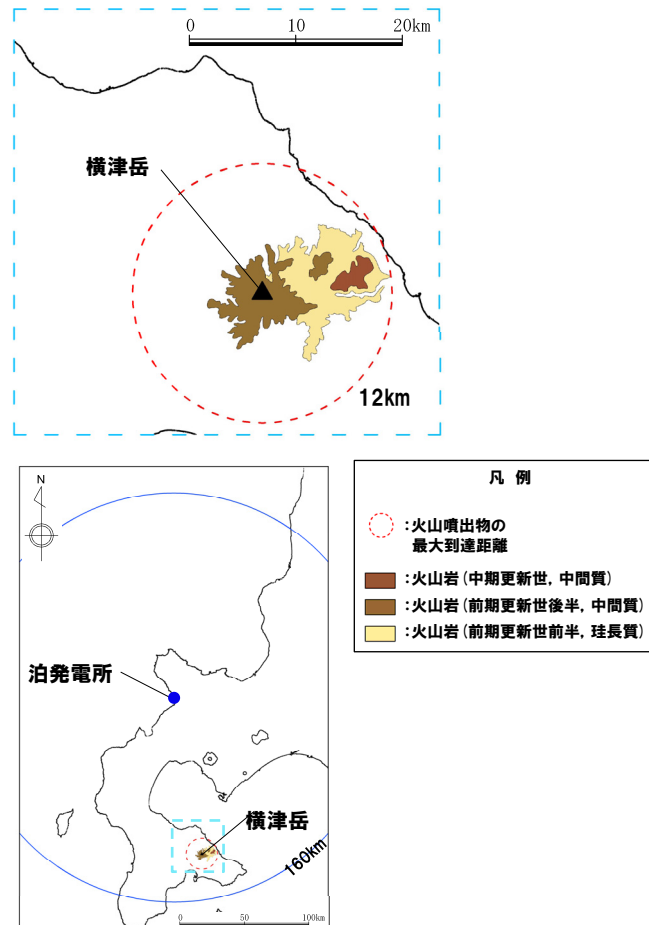 0 10 20km
横津岳
12km
N
泊発電所
横津岳
160km
0 50 100km
凡 例
:火山噴出物の
最大到達距離
:火山岩(中期更新世, 中間質)
:火山岩(前期更新世後半, 中間質)
:火山岩(前期更新世前半, 珪長質)